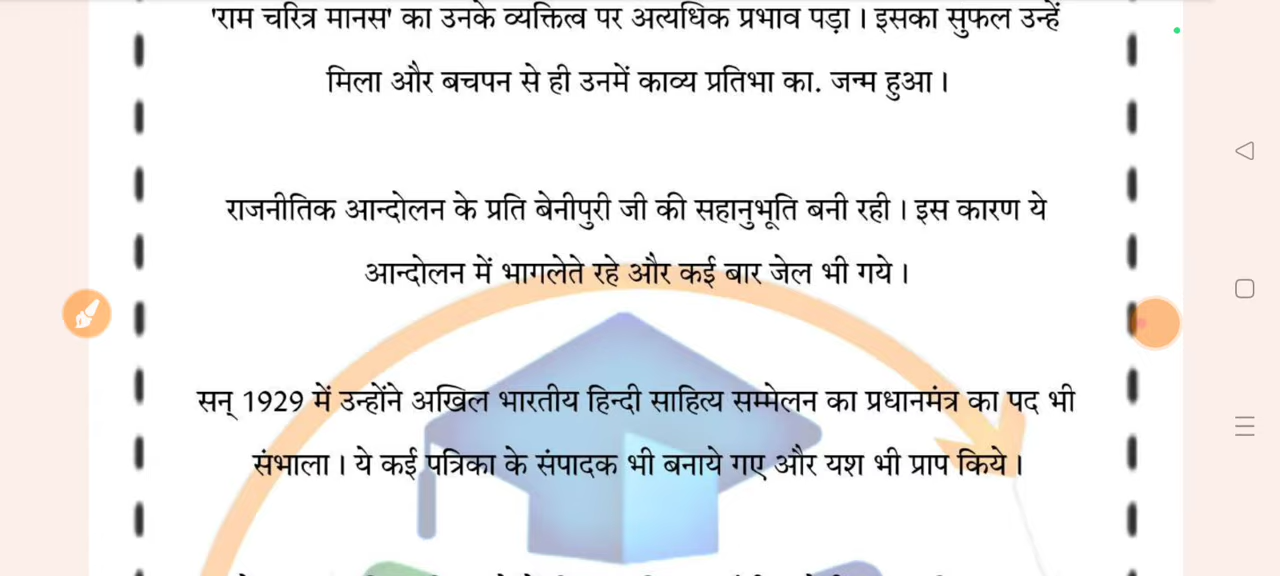 'राम चरित्र मानस' का उनके व्यक्तित्व पर अत्यधिक प्रभाव पड़ा। इसका सुफल उन्हें
मिला और बचपन से ही उनमें काव्य प्रतिभा का. जन्म हुआ।
राजनीतिक आन्दोलन के प्रति बेनीपुरी जी की सहानुभूति बनी रही। इस कारण ये
आन्दोलन में भागलेते रहे और कई बार जेल भी गये।
सन् 1929 में उन्होंने अखिल भारतीय हिन्दी साहित्य सम्मेलन का प्रधानमंत्र का पद भी
संभाला। ये कई पत्रिका के संपादक भी बनाये गए और यश भी प्राप किये।